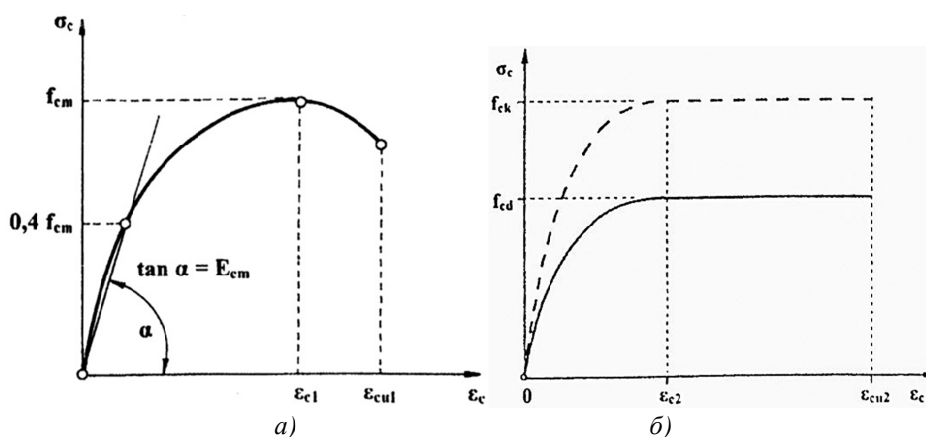 σc
fcm
0,4 fcm
tan α = Ecm
α
εc1
εcu1
εc
а)
σc
fck
fcd
0
εc2
εcu2
εc
б)